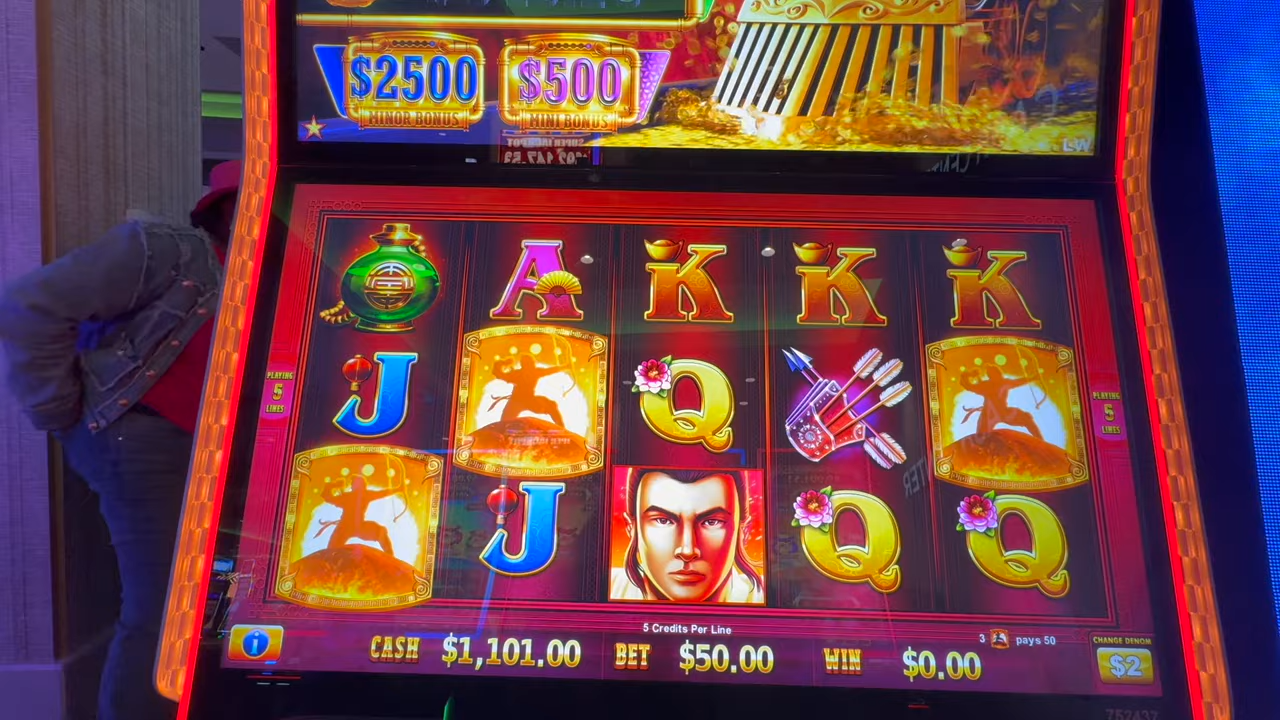 $2500
$500
MINOR BONUS
MINI BONUS
L&W
A
K
K
K
J
Q
PLAYING
5
LINES
PLAYING
5
LINES
J
Q
Q
5 Credits Per Line
CASH $1,101.00
BET $50.00
WIN $0.00
3 pays 50
CHANGE DENOM
$2
i
752437